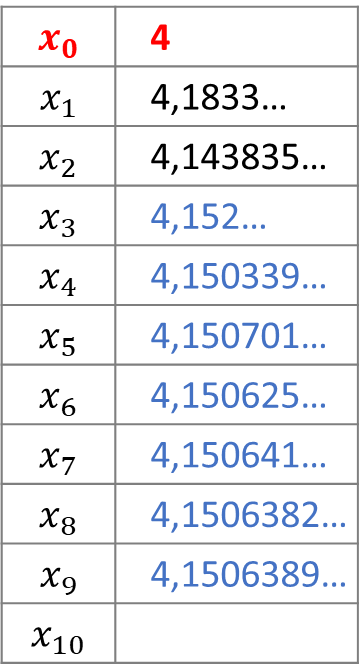 x₀ 4
x₁ 4,1833...
x₂ 4,143835...
x₃ 4,152...
x₄ 4,150339...
x₅ 4,150701...
x₆ 4,150625...
x₇ 4,150641...
x₈ 4,1506382...
x₉ 4,1506389...
x₁₀